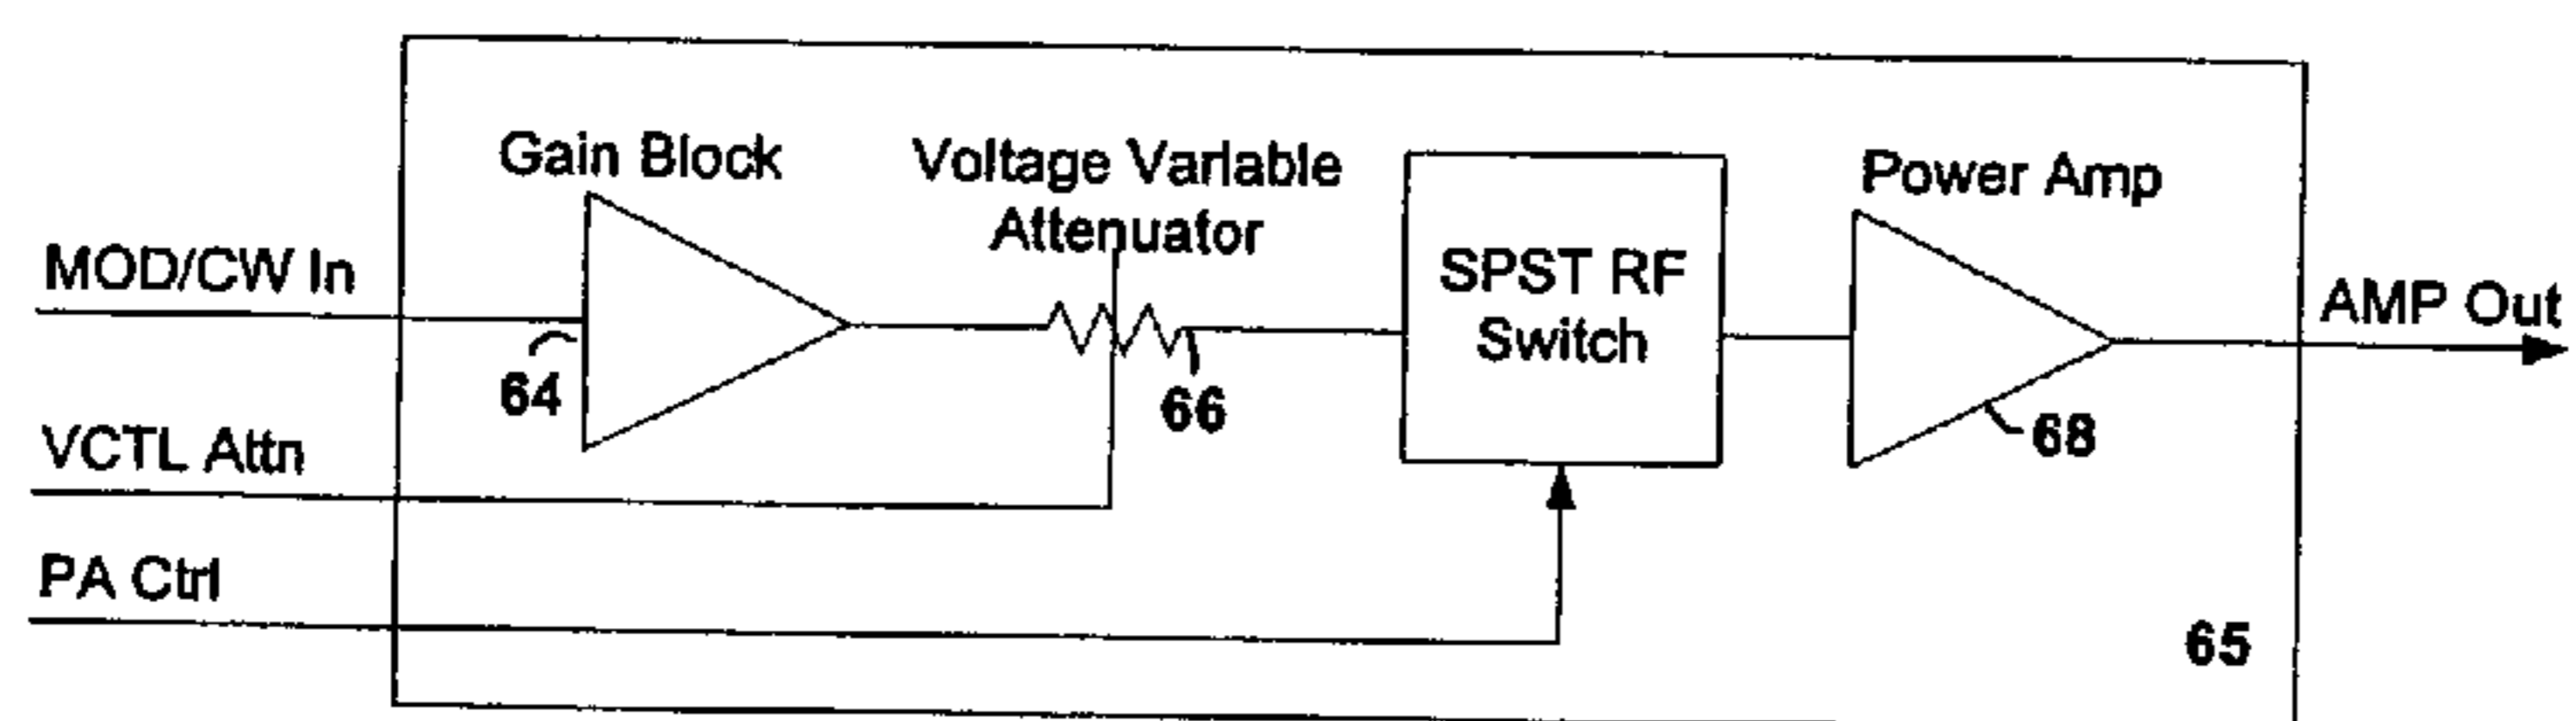 Gain Block
Voltage Variable
Attenuator
Power Amp
MOD/CW In
SPST RF
Switch
AMP Out
64
66
68
VCTL Attn
PA Ctrl
65